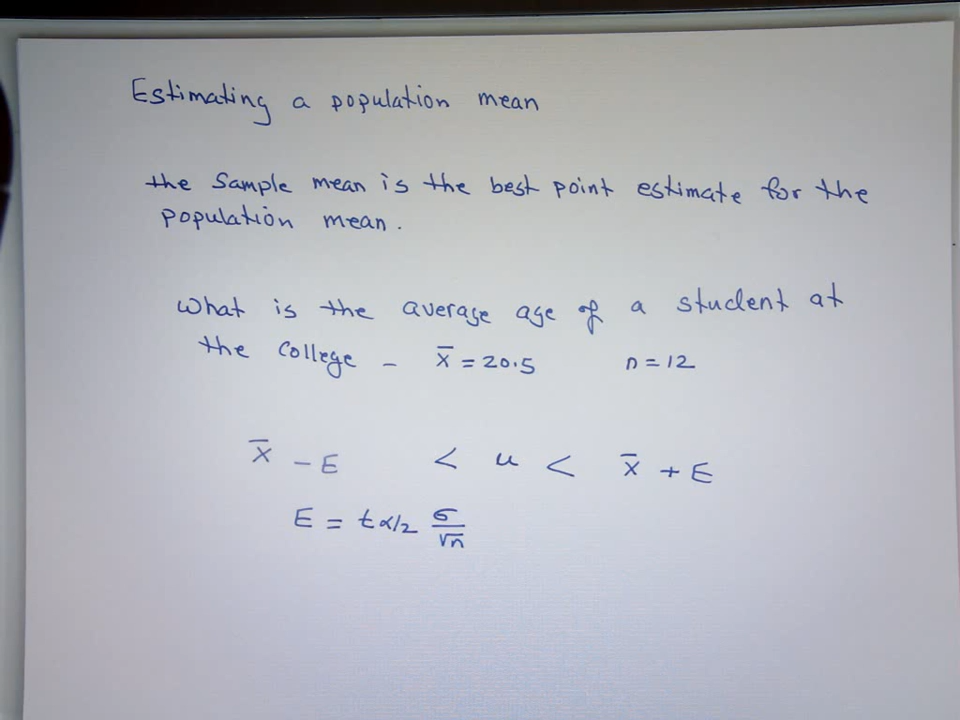 Estimating a population mean
the Sample mean is the best point estimate for the
population mean.
What is the average age of a student at
the College - x̄ = 20.5 n = 12
x̄ - E < u < x̄ + E
E = tα/2 σ/√n